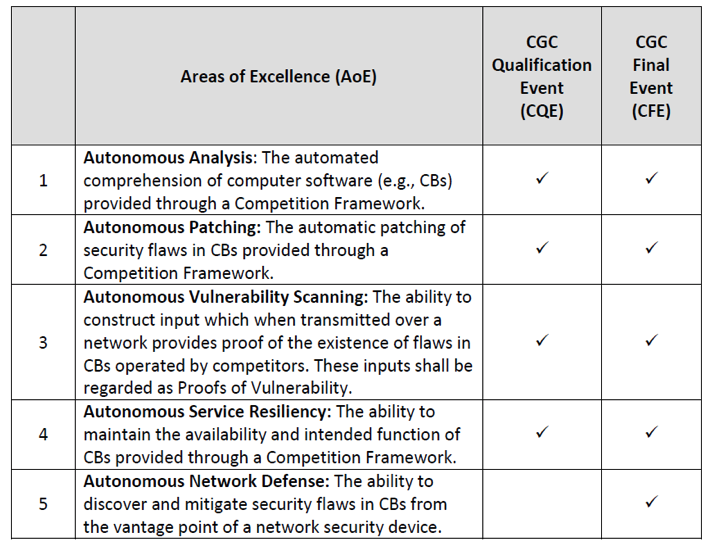 Areas of Excellence (AoE)
CGC
Qualification
Event
(CQE)
CGC
Final
Event
(CFE)
1
Autonomous Analysis: The automated
comprehension of computer software (e.g., CBs)
provided through a Competition Framework.
✓
✓
2
Autonomous Patching: The automatic patching of
security flaws in CBs provided through a
Competition Framework.
✓
✓
3
Autonomous Vulnerability Scanning: The ability to
construct input which when transmitted over a
network provides proof of the existence of flaws in
CBs operated by competitors. These inputs shall be
regarded as Proofs of Vulnerability.
✓
✓
4
Autonomous Service Resiliency: The ability to
maintain the availability and intended function of
CBs provided through a Competition Framework.
✓
✓
5
Autonomous Network Defense: The ability to
discover and mitigate security flaws in CBs from
the vantage point of a network security device.
✓